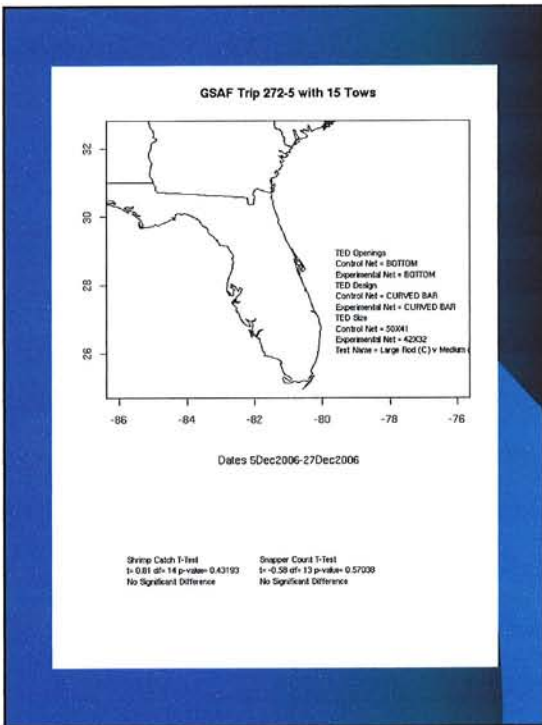 GSAF Trip 272-5 with 15 Tows
32
30
28
26
TED Openings
Control Net = BOTTOM
Experimental Net = BOTTOM
TED Design
Control Net = CURVED BAR
Experimental Net = CURVED BAR
TED Size
Control Net = 50X41
Experimental Net = 42X32
Test Name = Large Rod (C) v Medium
-86 -84 -82 -80 -78 -76
Dates 5Dec2006-27Dec2006
Shrimp Catch T-Test
t= 0.81 df= 14 p-value= 0.43193
No Significant Difference
Snapper Count T-Test
t= -0.58 df= 13 p-value= 0.57038
No Significant Difference